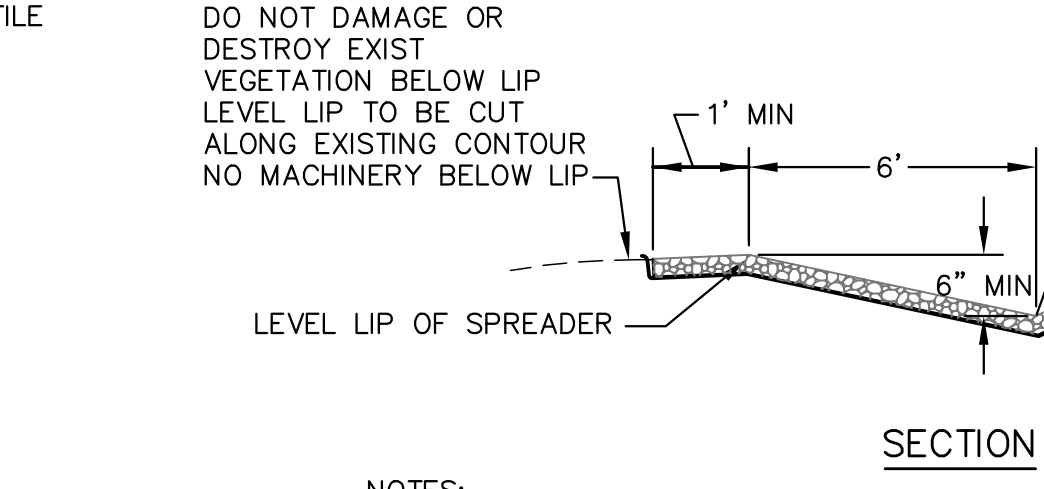 DO NOT DAMAGE OR
DESTROY EXIST
VEGETATION BELOW LIP
LEVEL LIP TO BE CUT
ALONG EXISTING CONTOUR
NO MACHINERY BELOW LIP
1' MIN
6'
6" MIN
LEVEL LIP OF SPREADER
SECTION
NOTES: